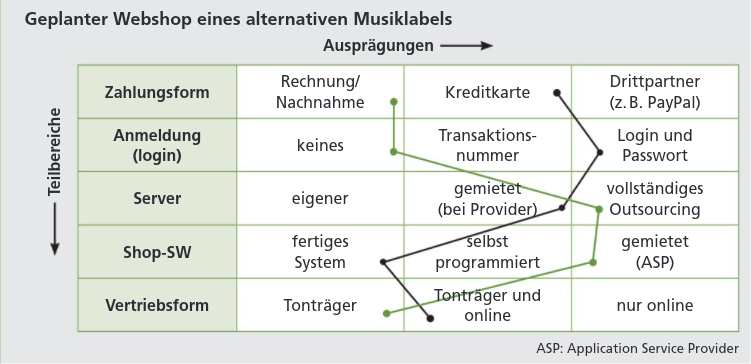 Geplanter Webshop eines alternativen Musiklabels
Ausprägungen
Teilbereiche
Zahlungsform
Rechnung/
Nachnahme
Kreditkarte
Drittpartner
(z. B. PayPal)
Anmeldung
(login)
keines
Transaktions-
nummer
Login und
Passwort
Server
eigener
gemietet
(bei Provider)
vollständiges
Outsourcing
Shop-SW
fertiges
System
selbst
programmiert
gemietet
(ASP)
Vertriebsform
Tonträger
Tonträger und
online
nur online
ASP: Application Service Provider